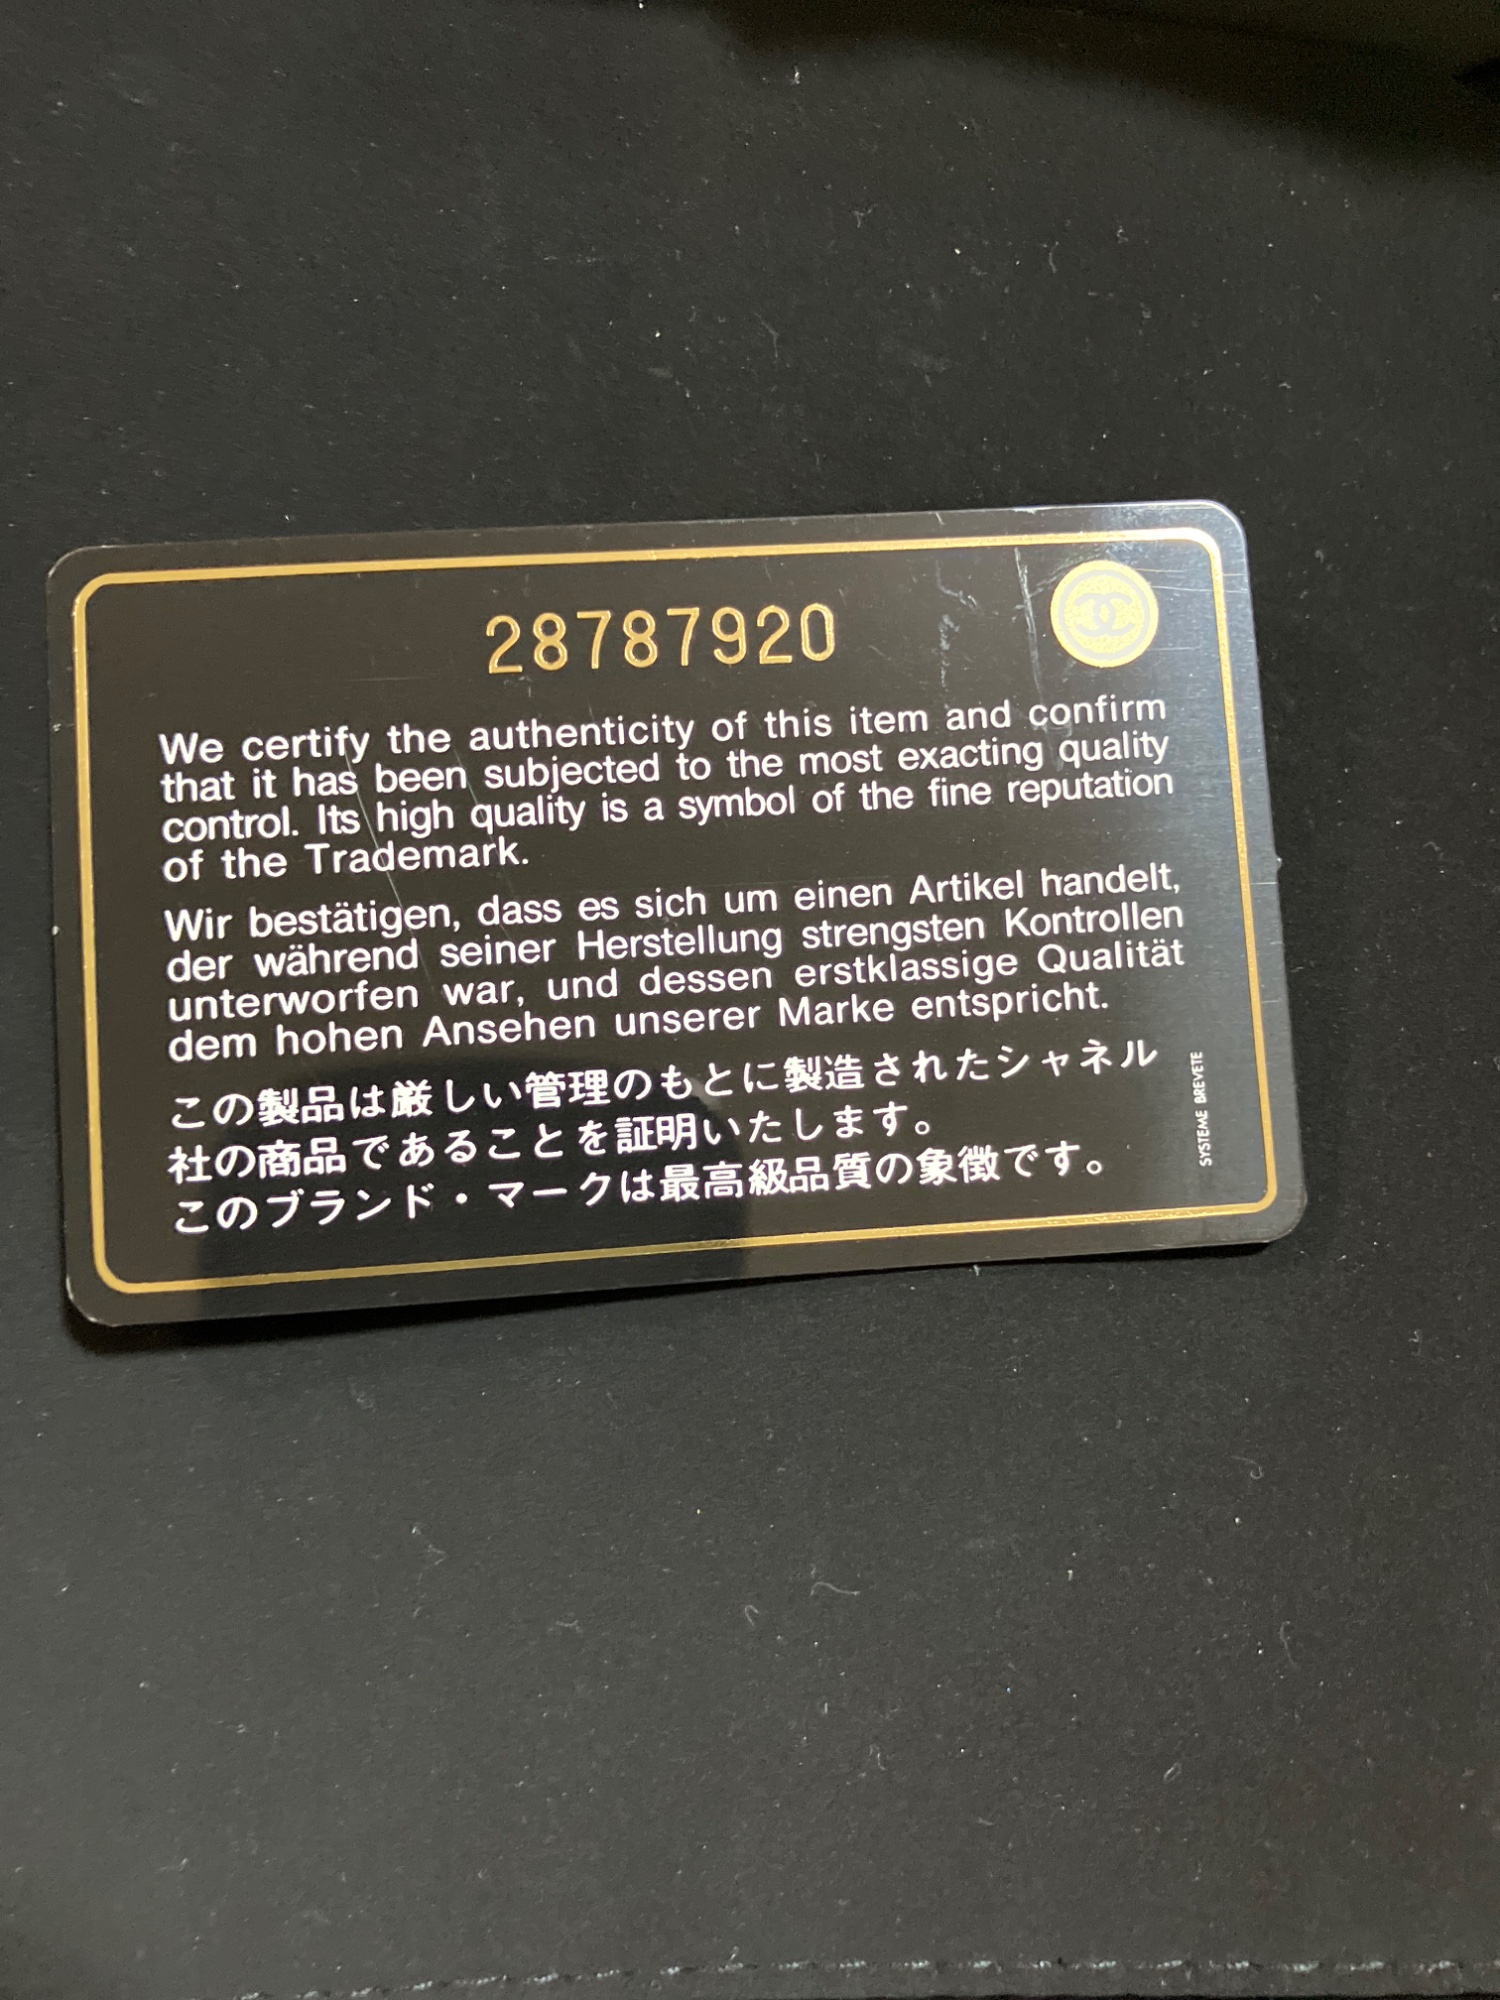 28787920
We certify the authenticity of this item and confirm
that it has been subjected to the most exacting quality
control. Its high quality is a symbol of the fine reputation
of the Trademark.
Wir bestätigen, dass es sich um einen Artikel handelt,
der während seiner Herstellung strengsten Kontrollen
unterworfen war, und dessen erstklassige Qualität
dem hohen Ansehen unserer Marke entspricht.
この製品は厳しい管理のもとに製造されたシャネル
社の商品であることを証明いたします。
このブランド・マークは最高級品質の象徴です。
SYSTEME BREVETE